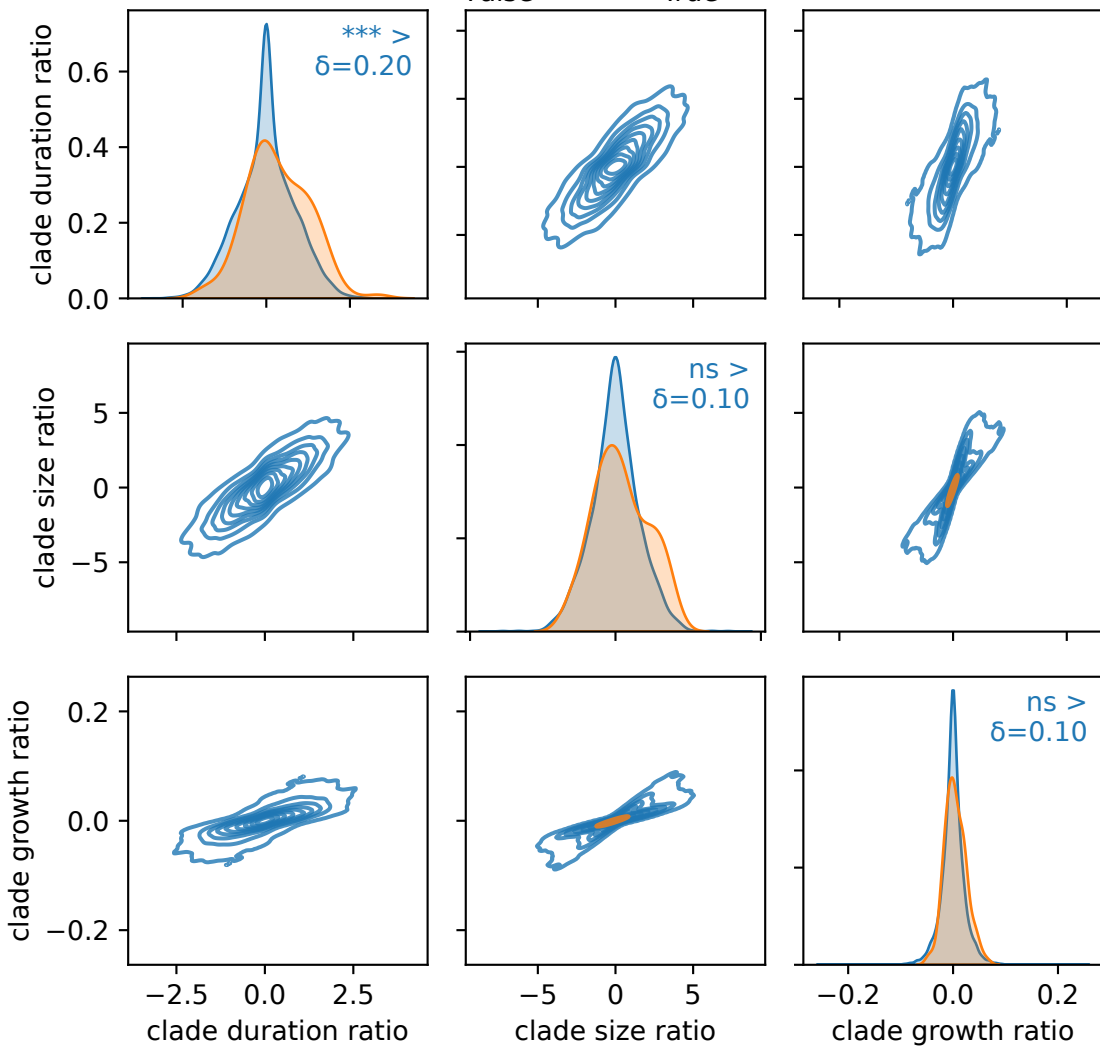 clade duration ratio
0.6
0.4
0.2
0.0
*** >
δ=0.20
clade size ratio
5
0
−5
ns >
δ=0.10
clade growth ratio
0.2
0.0
−0.2
ns >
δ=0.10
−2.5 0.0 2.5
−5 0 5
−0.2 0.0 0.2
clade duration ratio
clade size ratio
clade growth ratio